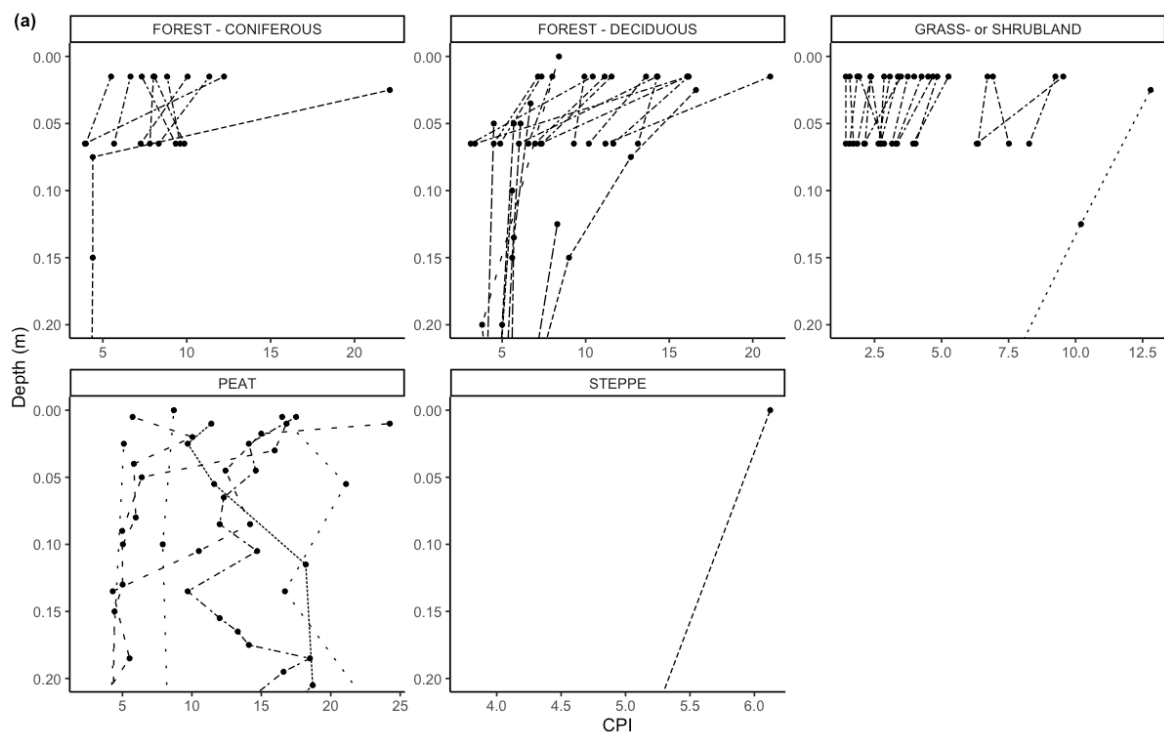 (a)
FOREST - CONIFEROUS
FOREST - DECIDUOUS
GRASS- or SHRUBLAND
0.00
0.05
0.10
0.15
0.20
5 10 15 20
5 10 15 20
2.5 5.0 7.5 10.0 12.5
Depth (m)
PEAT
STEPPE
0.00
0.05
0.10
0.15
0.20
5 10 15 20 25
4.0 4.5 5.0 5.5 6.0
CPI